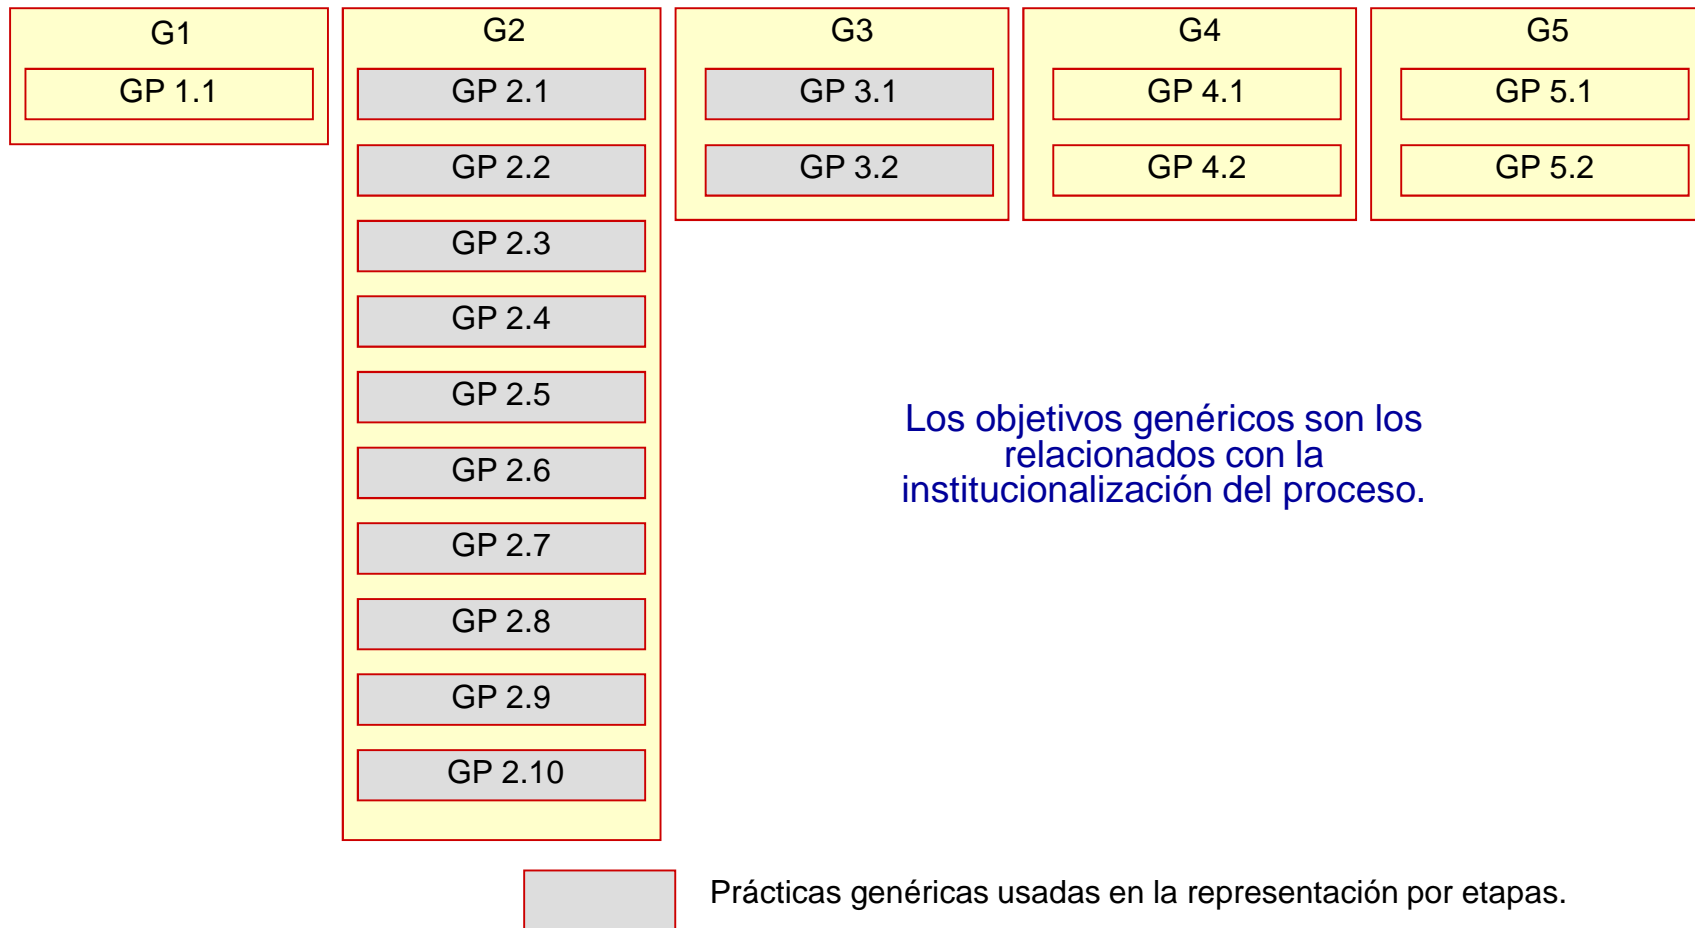 G1
GP 1.1
G2
GP 2.1
GP 2.2
GP 2.3
GP 2.4
GP 2.5
GP 2.6
GP 2.7
GP 2.8
GP 2.9
GP 2.10
G3
GP 3.1
GP 3.2
G4
GP 4.1
GP 4.2
G5
GP 5.1
GP 5.2
Los objetivos genéricos son los
relacionados con la
institucionalización del proceso.
Prácticas genéricas usadas en la representación por etapas.